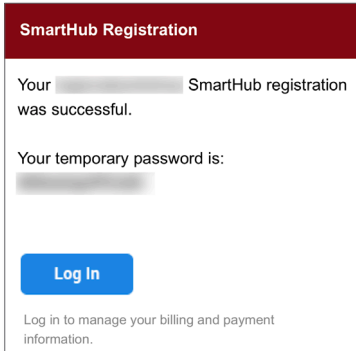 SmartHub Registration
Your SmartHub registration
was successful.
Your temporary password is:
Log In
Log in to manage your billing and payment
information.